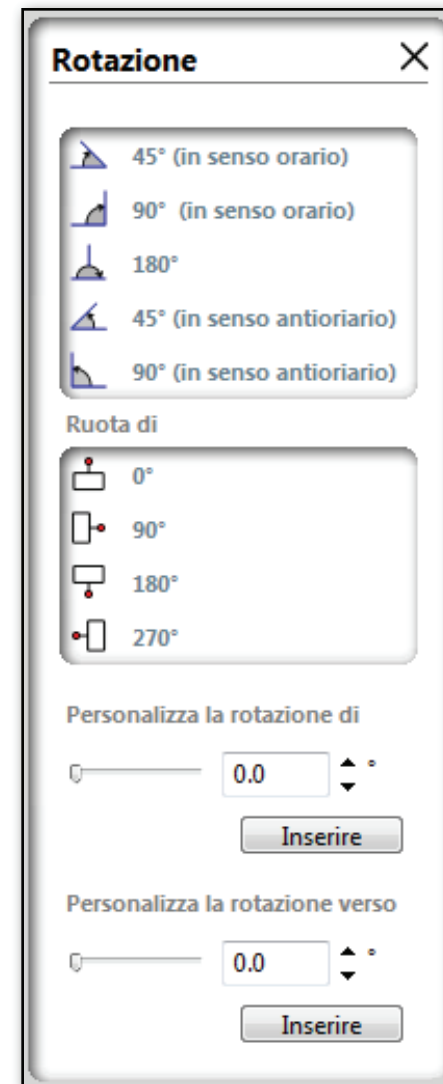 Rotazione
45° (in senso orario)
90° (in senso orario)
180°
45° (in senso antioriario)
90° (in senso antioriario)
Ruota di
0°
90°
180°
270°
Personalizza la rotazione di
0.0 °
Inserire
Personalizza la rotazione verso
0.0 °
Inserire